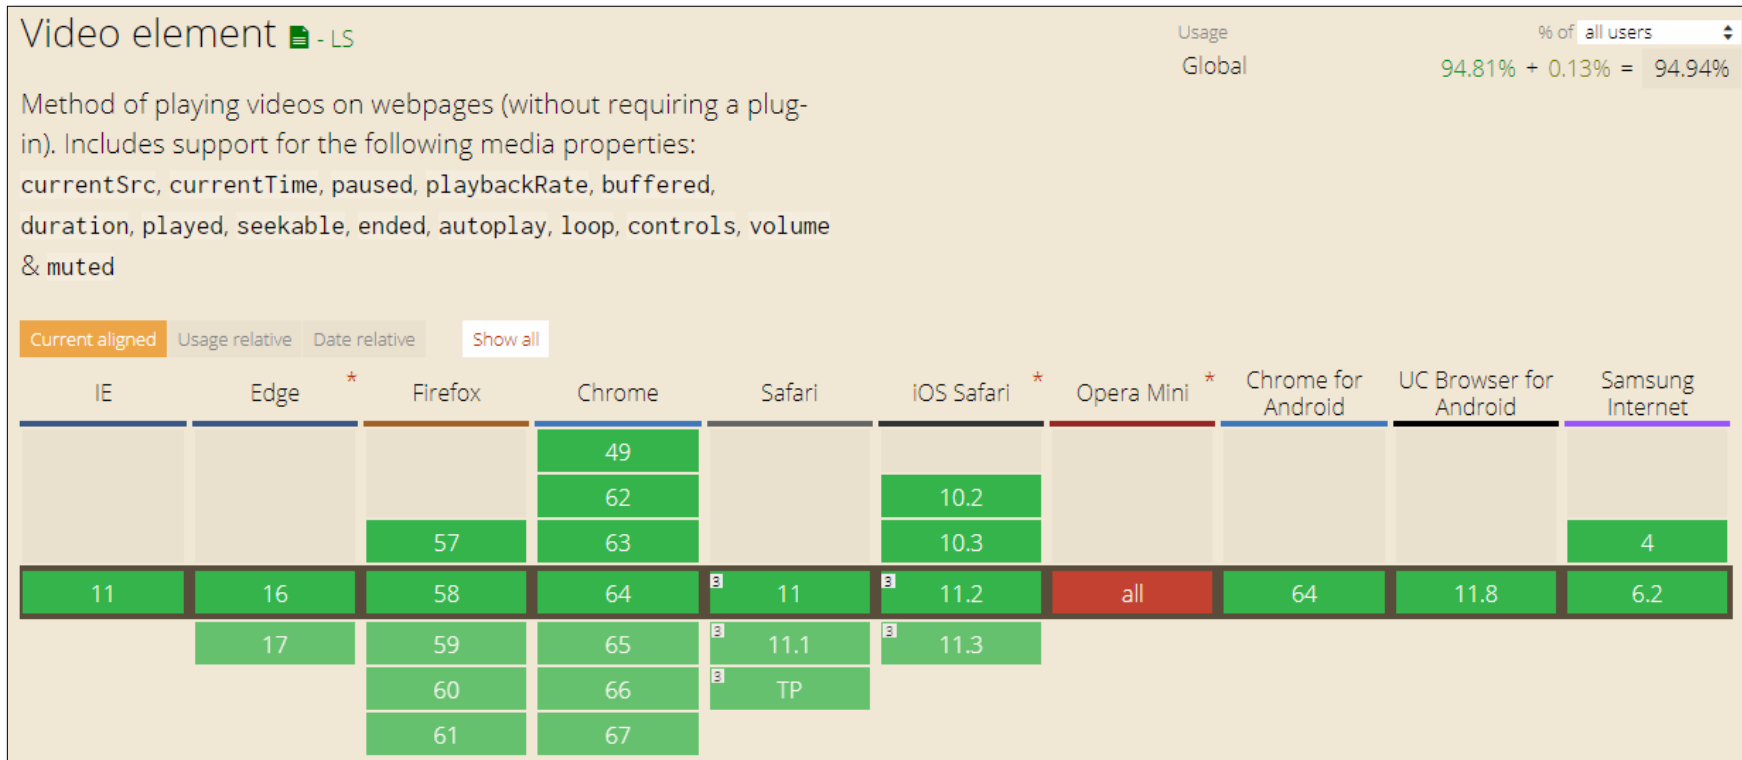 Video element - LS
Usage % of all users
Global 94.81% + 0.13% = 94.94%
Method of playing videos on webpages (without requiring a plug-
in). Includes support for the following media properties:
currentSrc, currentTime, paused, playbackRate, buffered,
duration, played, seekable, ended, autoplay, loop, controls, volume
& muted
Current aligned Usage relative Date relative Show all
IE Edge * Firefox Chrome Safari iOS Safari * Opera Mini * Chrome for Android UC Browser for Android Samsung Internet
49
62 10.2
57 63 10.3 4
11 16 58 64 3 11 3 11.2 all 64 11.8 6.2
17 59 65 3 11.1 3 11.3
60 66 3 TP
61 67